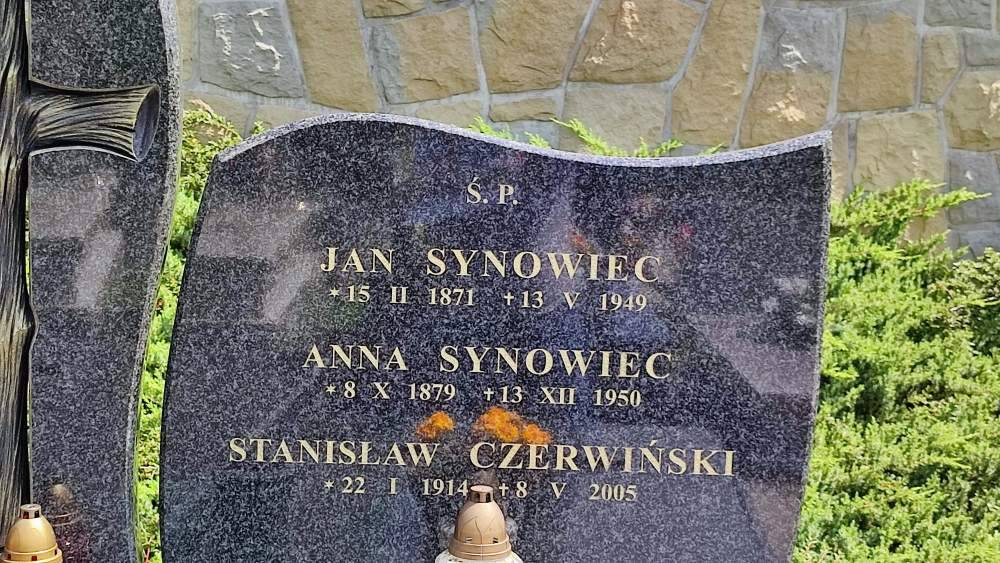 Ś. P.
JAN SYNOWIEC
*15 II 1871 +13 V 1949
ANNA SYNOWIEC
*8 X 1879 +13 XII 1950
STANISŁAW CZERWIŃSKI
*22 I 1914 +8 V 2005